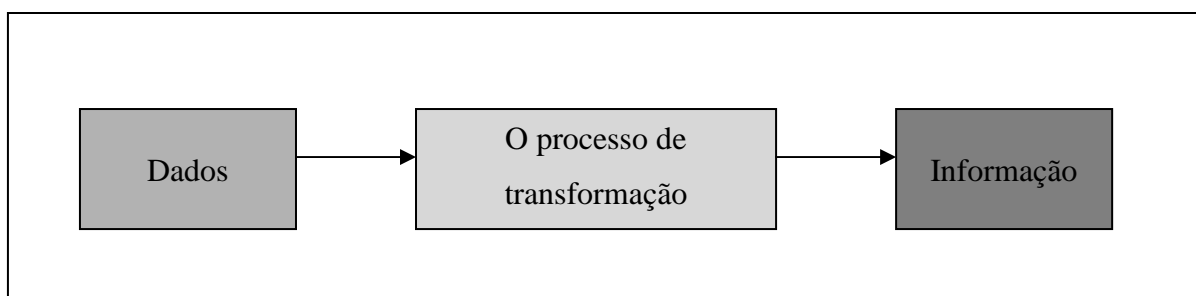 Dados
O processo de
transformação
Informação